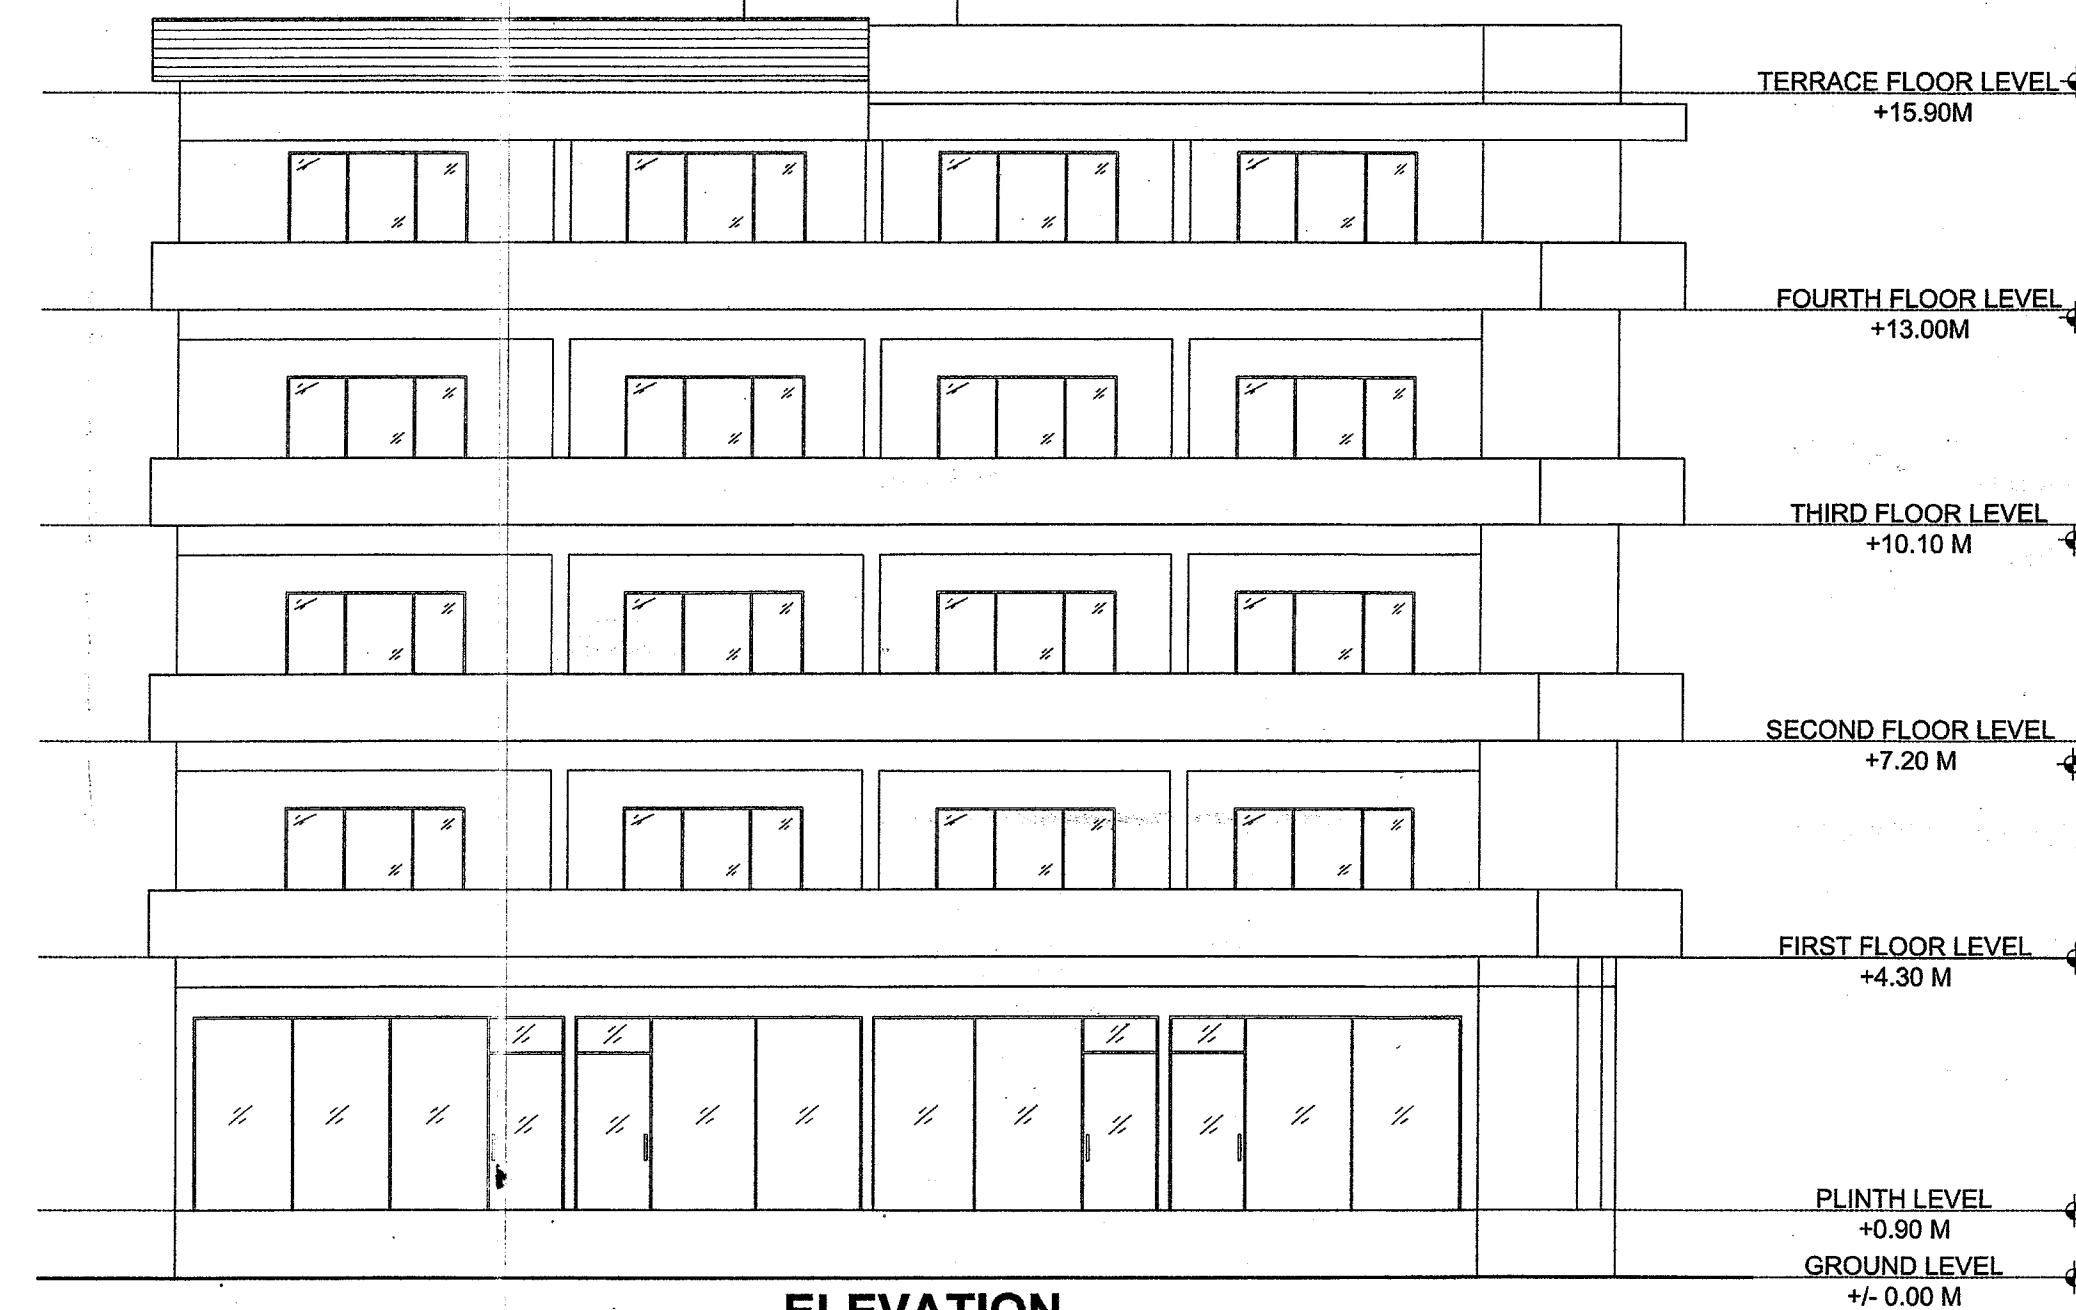 TERRACE FLOOR LEVEL
+15.90M
FOURTH FLOOR LEVEL
+13.00M
THIRD FLOOR LEVEL
+10.10 M
SECOND FLOOR LEVEL
+7.20 M
FIRST FLOOR LEVEL
+4.30 M
PLINTH LEVEL
+0.90 M
GROUND LEVEL
+/- 0.00 M
ELEVATION